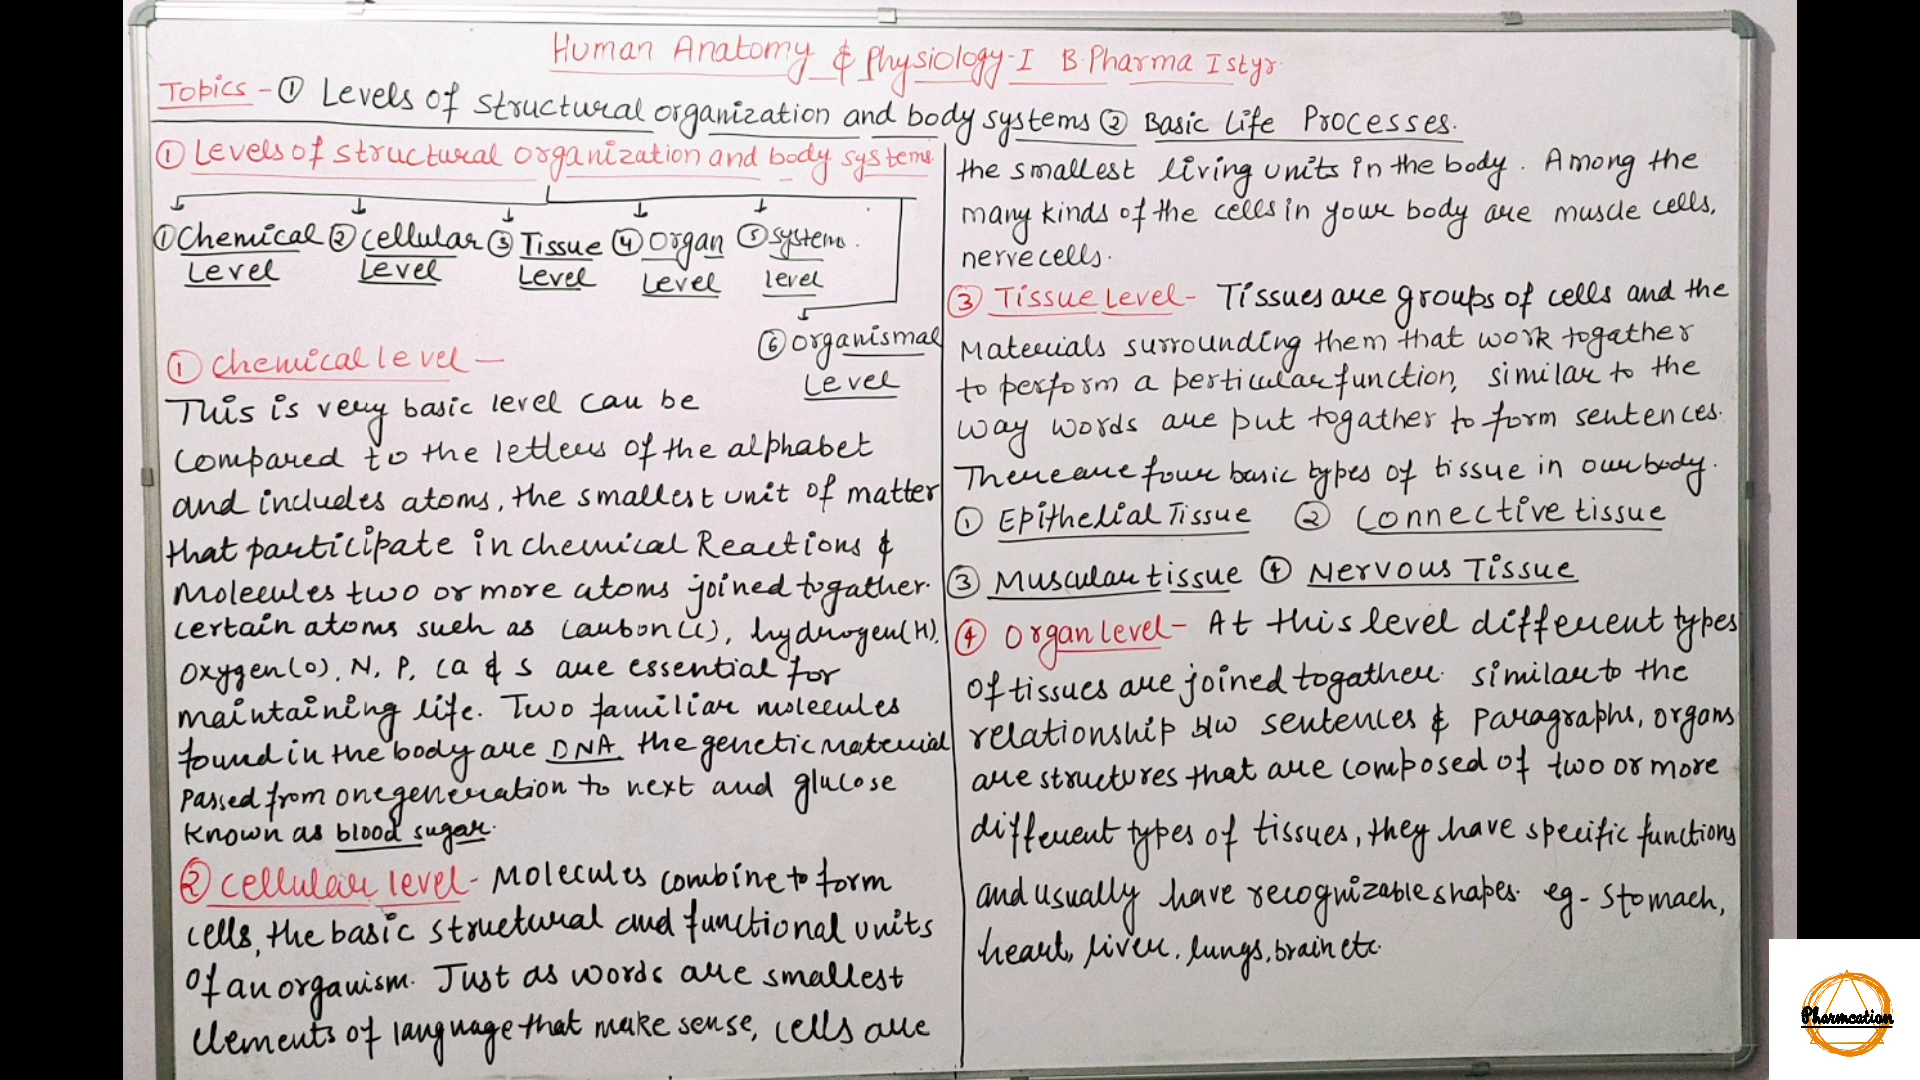 Human Anatomy & Physiology-I B.Pharma Ist yr.
Topics - ① Levels of structural organization and body systems ② Basic Life Processes.
① Levels of structural organization and body systems.
① Chemical Level
② Cellular Level
③ Tissue Level
④ Organ Level
⑤ System level
⑥ Organismal Level
① Chemical level -
This is very basic level can be
compared to the letters of the alphabet
and includes atoms, the smallest unit of matter
that participate in chemical Reactions &
Molecules two or more atoms joined togather.
certain atoms such as Carbon(C), hydrogen(H),
Oxygen(O), N, P, Ca & S are essential for
maintaining life. Two familiar molecules
found in the body are DNA the genetic material
Passed from one generation to next and glucose
known as blood sugar.
② Cellular level - Molecules combine to form
cells, the basic structural and functional units
of an organism. Just as words are smallest
Elements of language that make sense, cells are
the smallest living units in the body. Among the
many kinds of the cells in your body are muscle cells,
nerve cells.
③ Tissue Level - Tissues are groups of cells and the
Materials surrounding them that work togather
to perform a perticular function, similar to the
way words are put togather to form sentences.
There are four basic types of tissue in our body.
① Epithelial Tissue ② Connective tissue
③ Muscular tissue ④ Nervous Tissue
④ Organ level - At this level different types
Of tissues are joined togather. similar to the
relationship b/w sentences & Paragraphs, organs
are structures that are composed of two or more
different types of tissues, they have specific functions
and usually have recognizable shapes. eg - Stomach,
heart, liver, lungs, brain etc.
Pharmcation